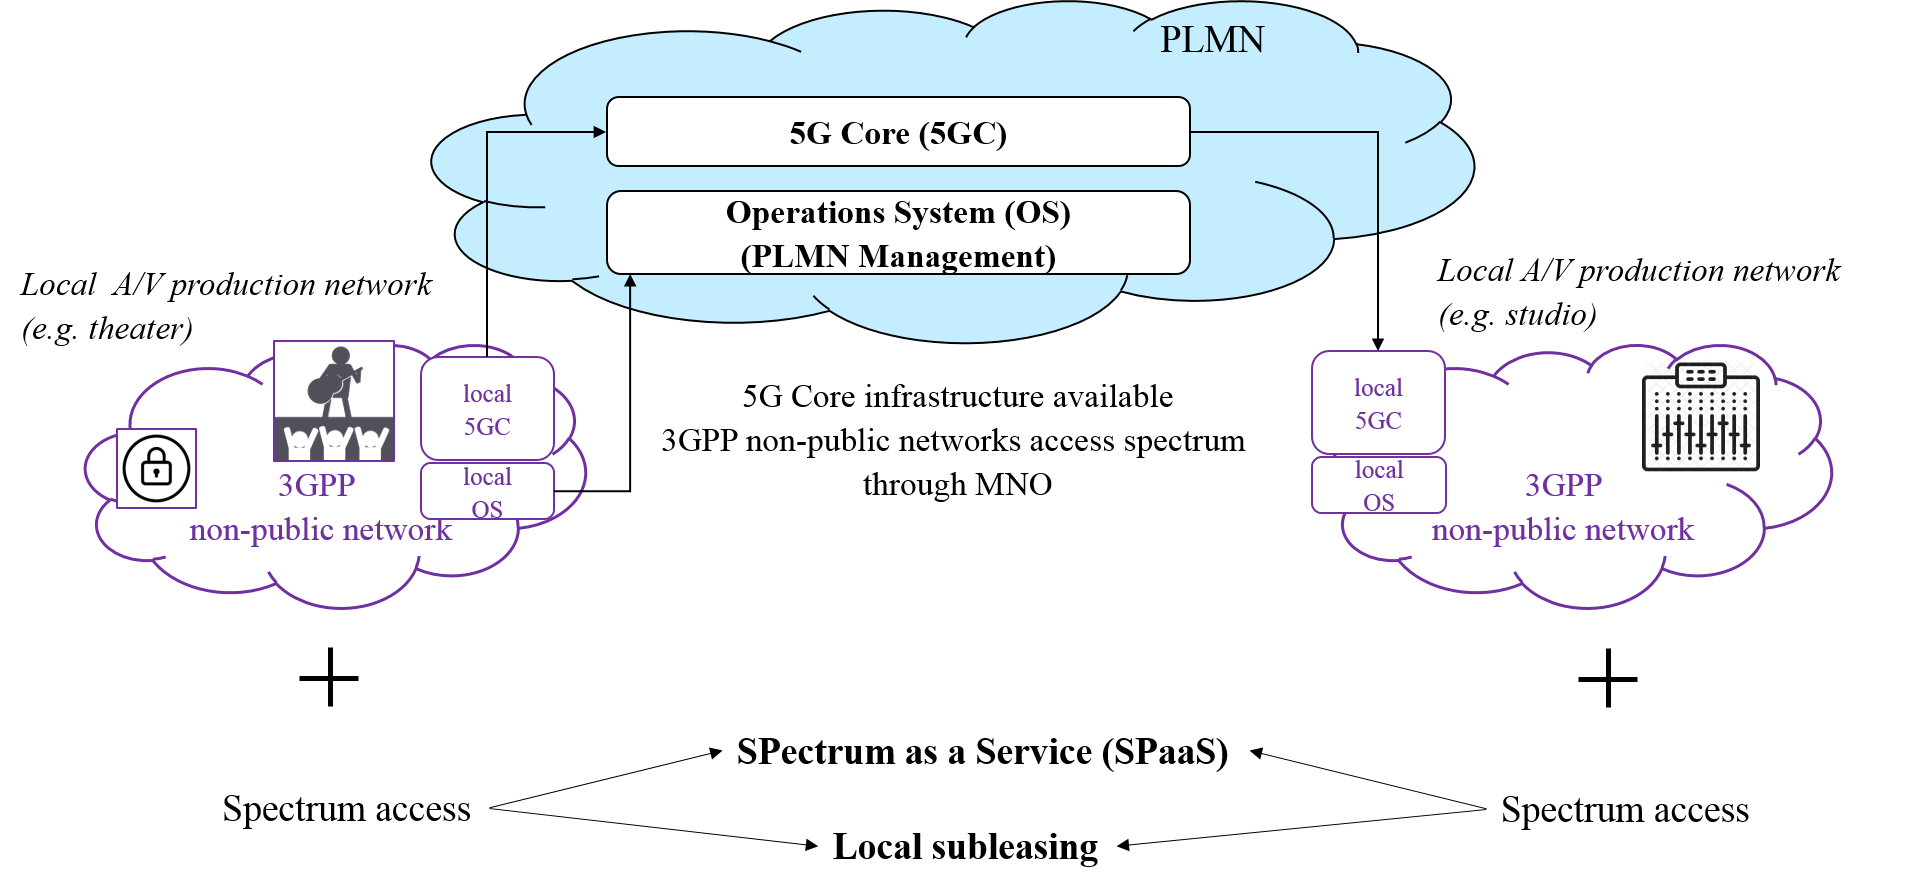 PLMN
5G Core (5GC)
Operations System (OS)
(PLMN Management)
Local A/V production network
(e.g. theater)
Local A/V production network
(e.g. studio)
local
5GC
local
OS
3GPP
non-public network
5G Core infrastructure available
3GPP non-public networks access spectrum
through MNO
local
5GC
local
OS
3GPP
non-public network
SPectrum as a Service (SPaaS)
Spectrum access
Spectrum access
Local subleasing